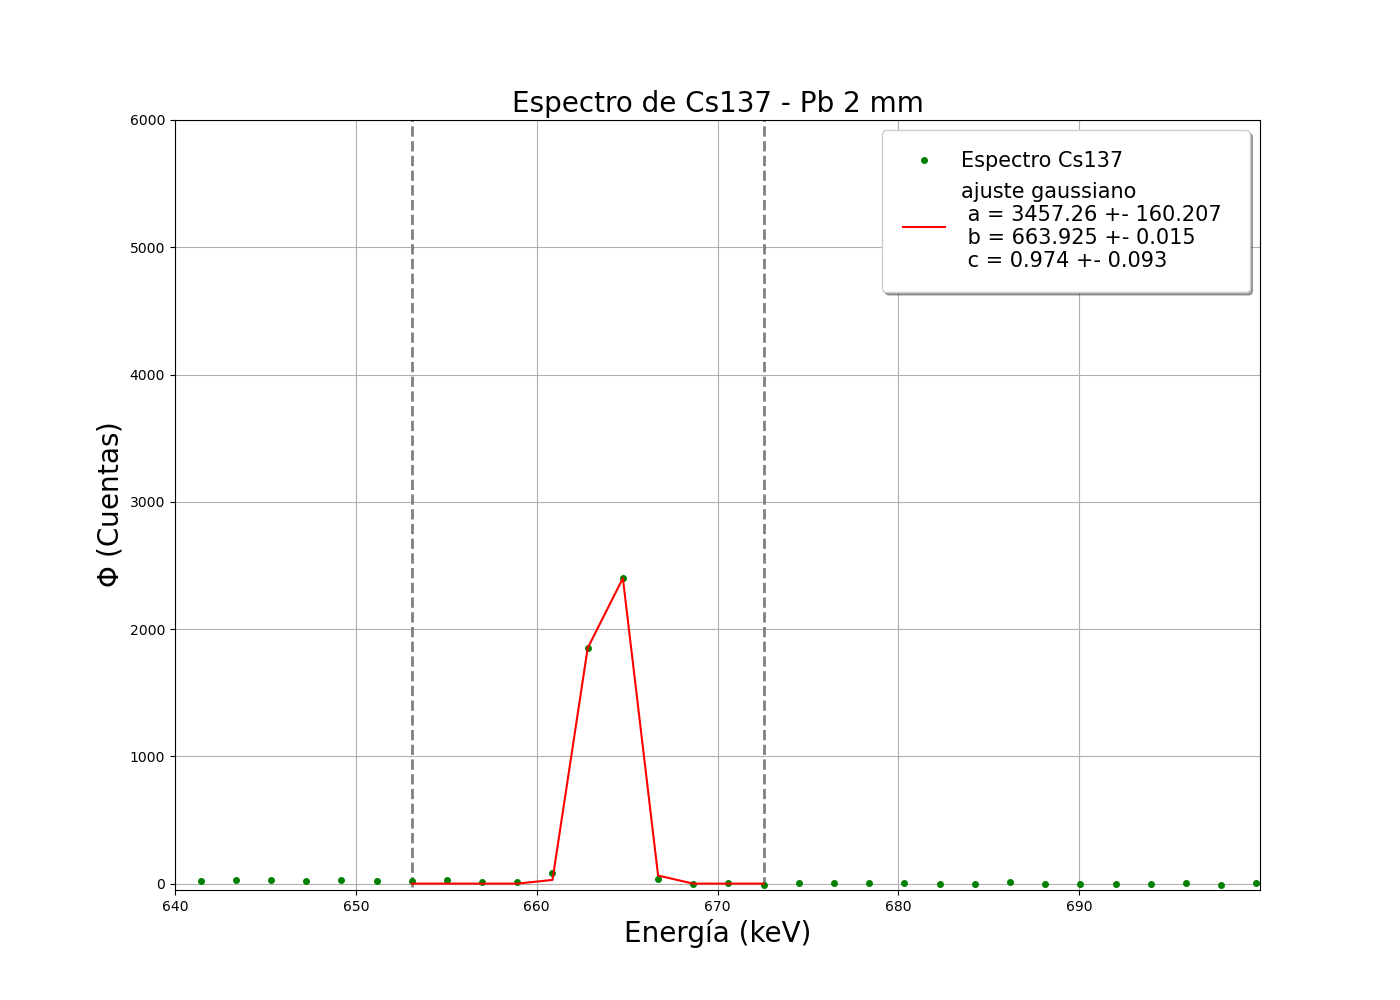 Espectro de Cs137 - Pb 2 mm
6000
5000
4000
3000
2000
1000
0
Φ (Cuentas)
Espectro Cs137
ajuste gaussiano
a = 3457.26 +- 160.207
b = 663.925 +- 0.015
c = 0.974 +- 0.093
640 650 660 670 680 690
Energía (keV)